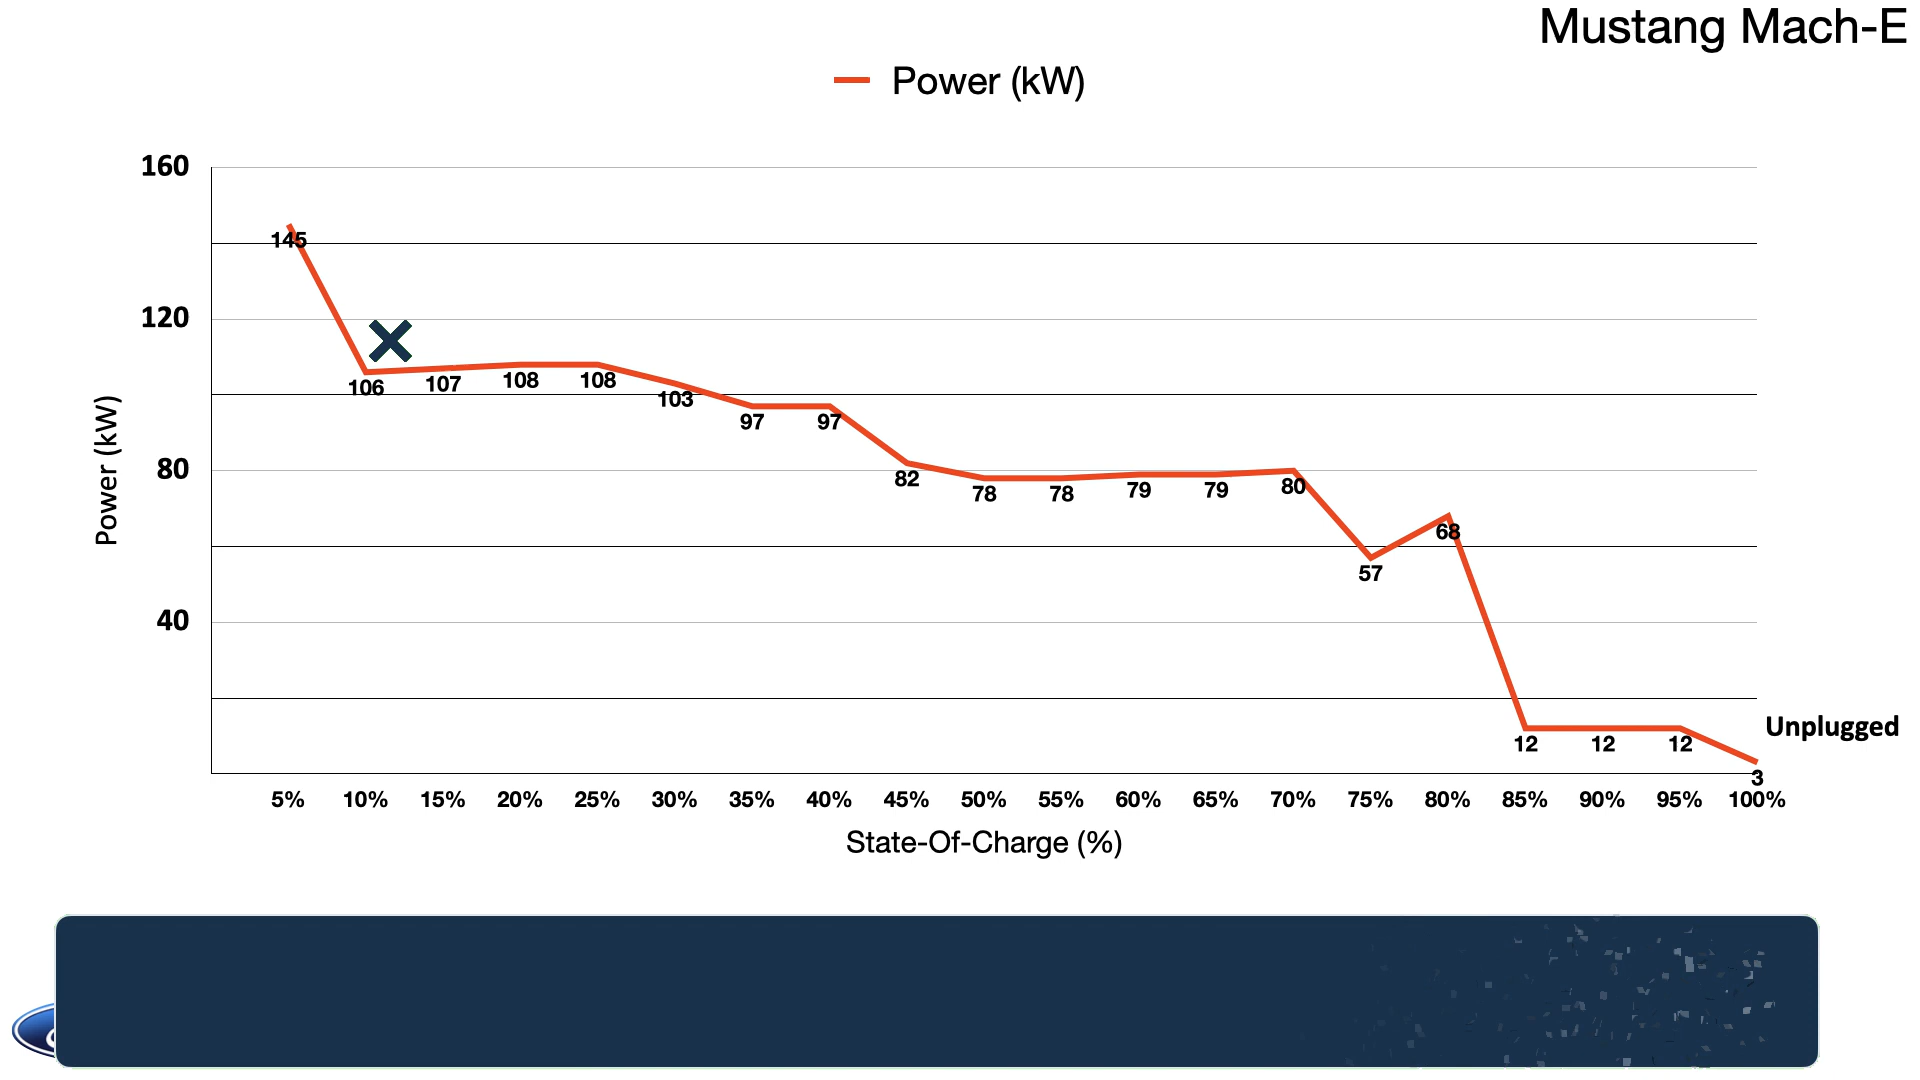 Mustang Mach-E
Power (kW)
160
145
120
106 107 108 108 103 97 97
Power (kW)
80
82 78 78 79 79 80
68
57
40
Unplugged
12 12 12
3
5% 10% 15% 20% 25% 30% 35% 40% 45% 50% 55% 60% 65% 70% 75% 80% 85% 90% 95% 100%
State-Of-Charge (%)